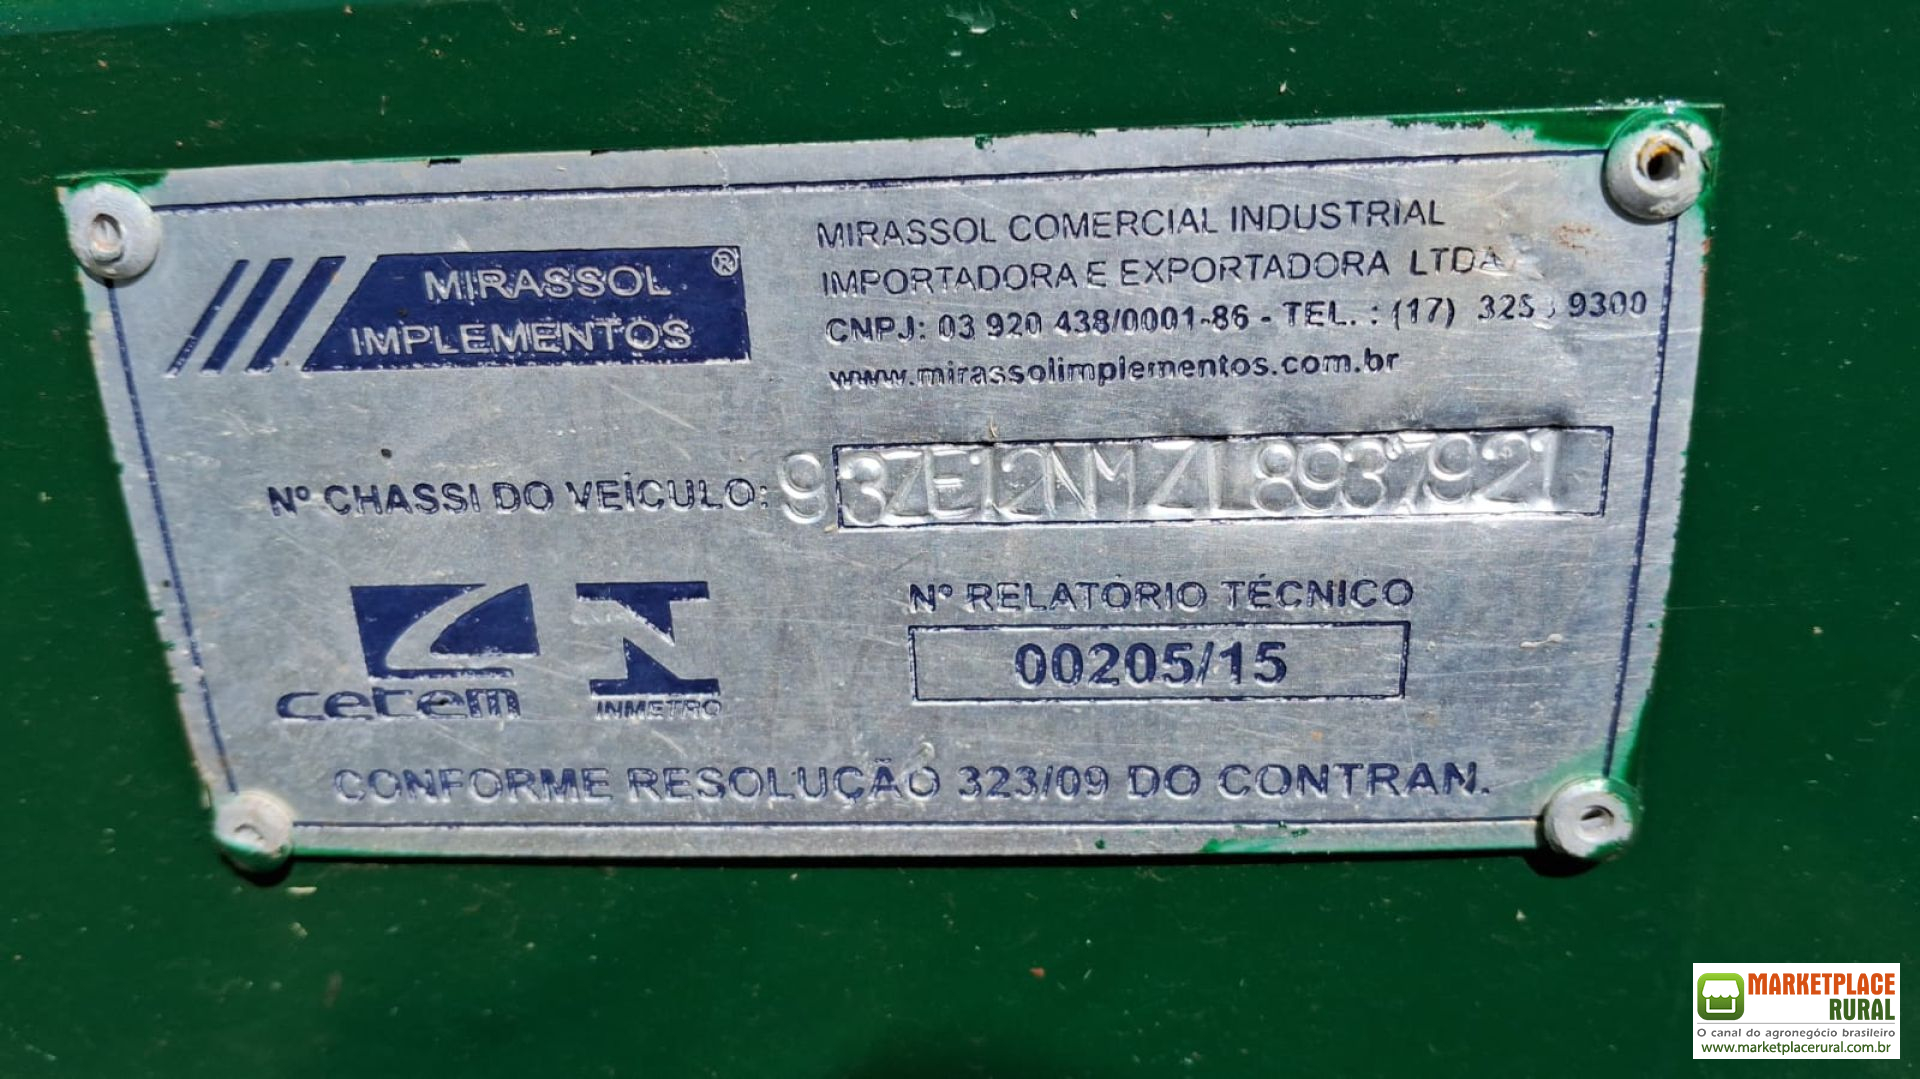 MIRASSOL ®
IMPLEMENTOS
MIRASSOL COMERCIAL INDUSTRIAL
IMPORTADORA E EXPORTADORA LTDA
CNPJ: 03 920 438/0001-86 - TEL. : (17) 9300
www.mirassolimplementos.com.br
Nº CHASSI DO VEÍCULO: 93ZE12NMZL8937921
cetem
INMETRO
Nº RELATÓRIO TÉCNICO
00205/15
CONFORME RESOLUÇÃO 323/09 DO CONTRAN.
MARKETPLACE
RURAL
O canal do agronegócio brasileiro
www.marketplacerural.com.br